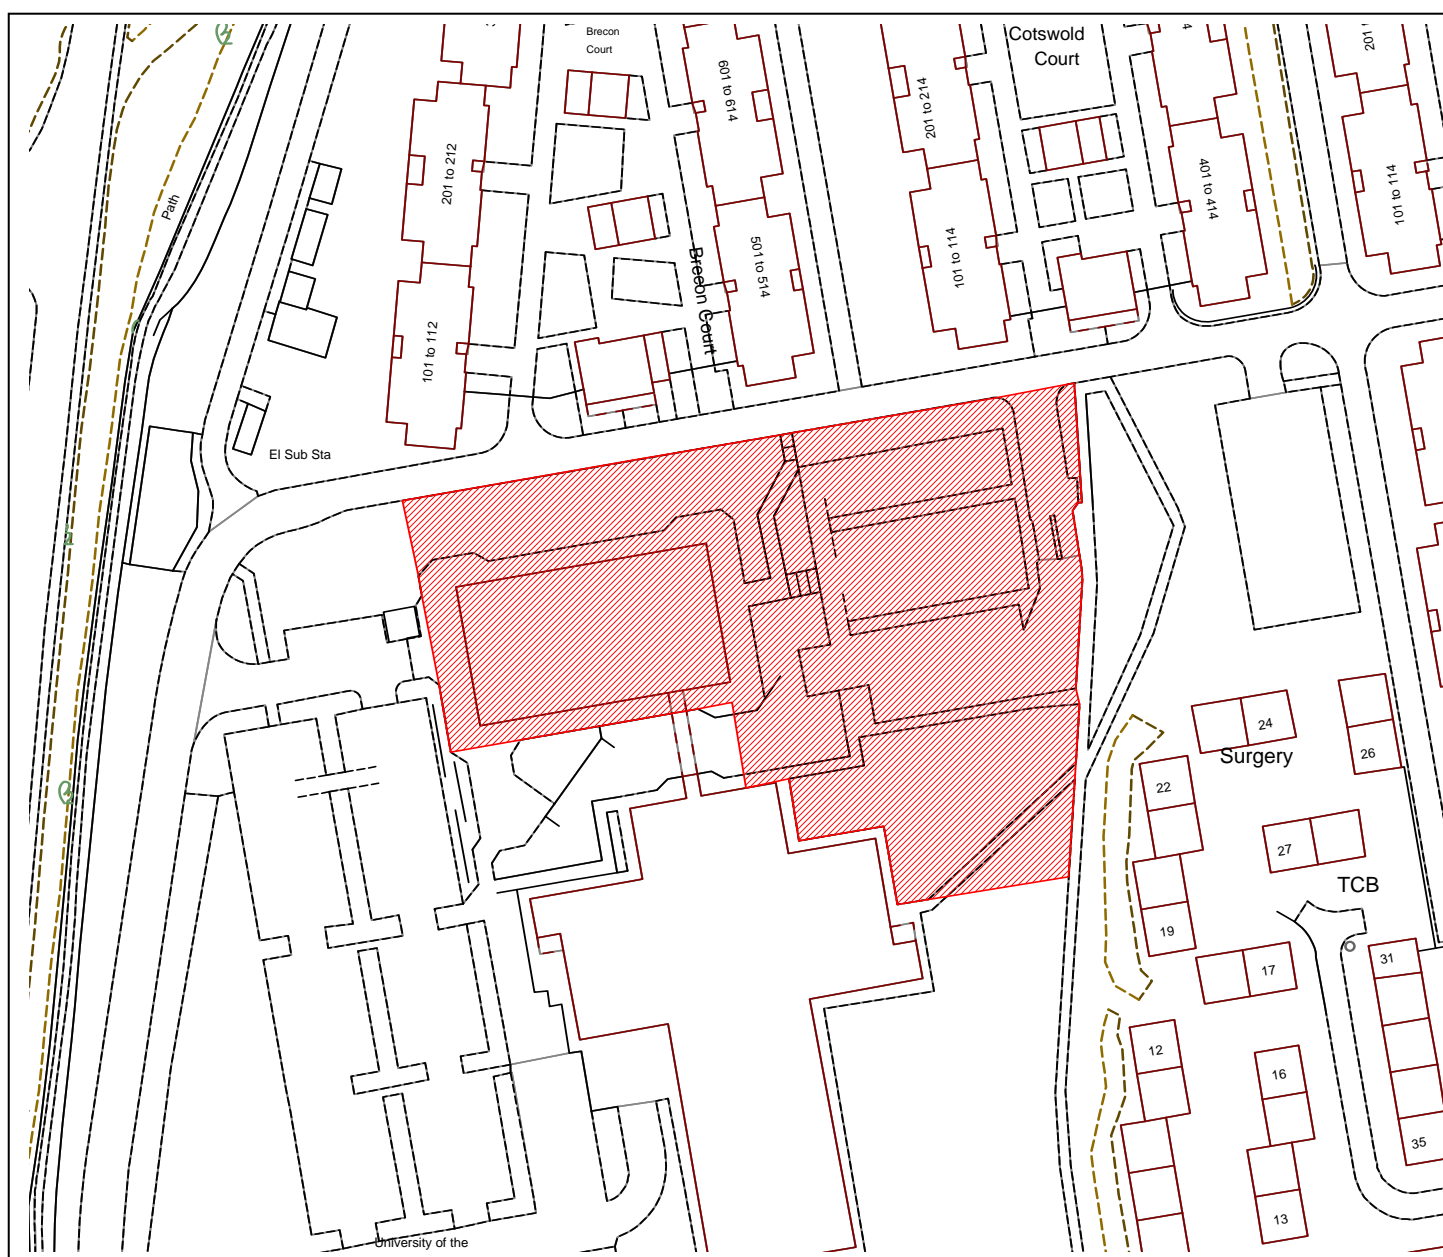 Brecon
Court
Cotswold
Court
4
201
601 to 614
201 to 214
201 to 212
401 to 414
101 to 114
Path
501 to 514
101 to 114
Brecon Court
101 to 112
El Sub Sta
24
Surgery
26
22
27
TCB
19
17
31
12
16
35
13
University of the